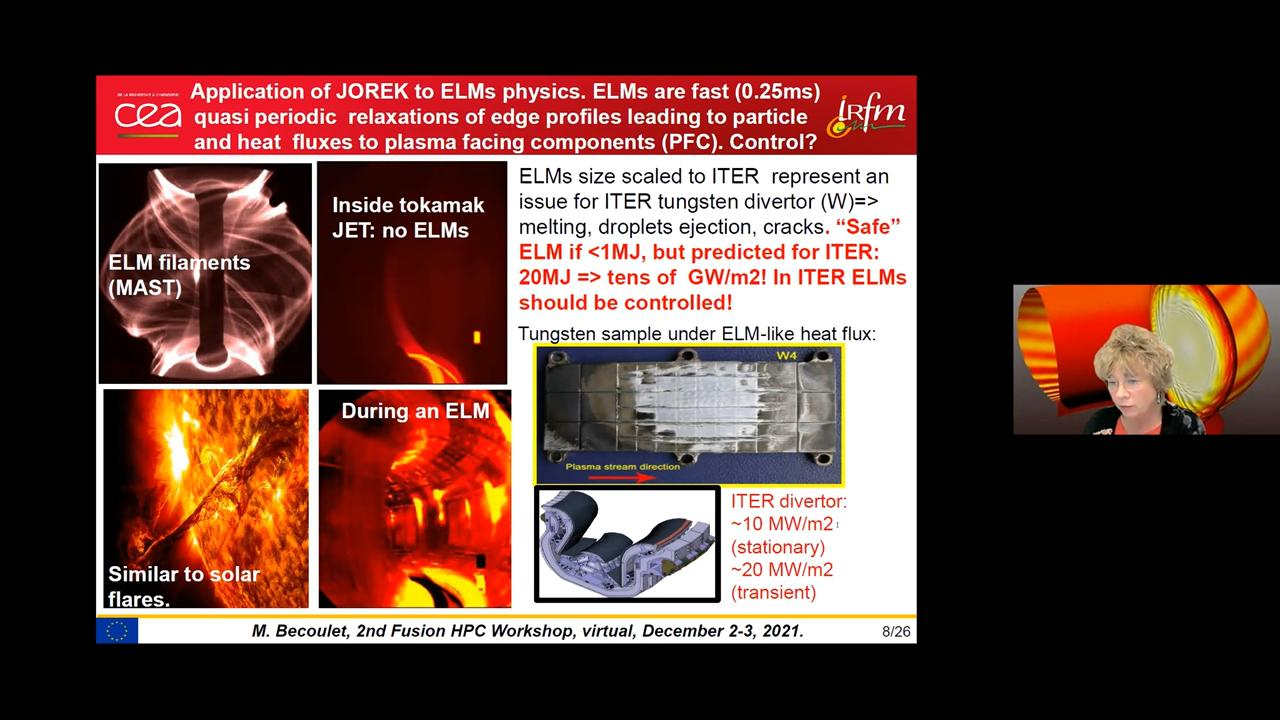 DE LA RECHERCHE À L'INDUSTRIE
cea
Application of JOREK to ELMs physics. ELMs are fast (0.25ms)
quasi periodic relaxations of edge profiles leading to particle
and heat fluxes to plasma facing components (PFC). Control?
iRfm
ELM filaments
(MAST)
Inside tokamak
JET: no ELMs
Similar to solar
flares.
During an ELM
ELMs size scaled to ITER represent an
issue for ITER tungsten divertor (W)=>
melting, droplets ejection, cracks. “Safe”
ELM if <1MJ, but predicted for ITER:
20MJ => tens of GW/m2! In ITER ELMs
should be controlled!
Tungsten sample under ELM-like heat flux:
W4
Plasma stream direction
ITER divertor:
~10 MW/m2
(stationary)
~20 MW/m2
(transient)
M. Becoulet, 2nd Fusion HPC Workshop, virtual, December 2-3, 2021.
8/26